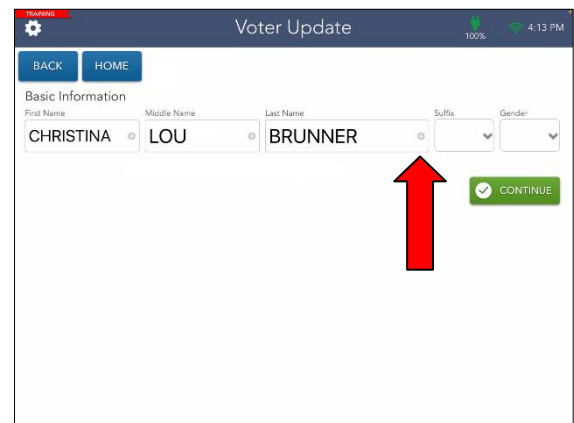 TRAINING
Voter Update
100%
4:13 PM
BACK HOME
Basic Information
First Name Middle Name Last Name Suffix Gender
CHRISTINA LOU BRUNNER
CONTINUE